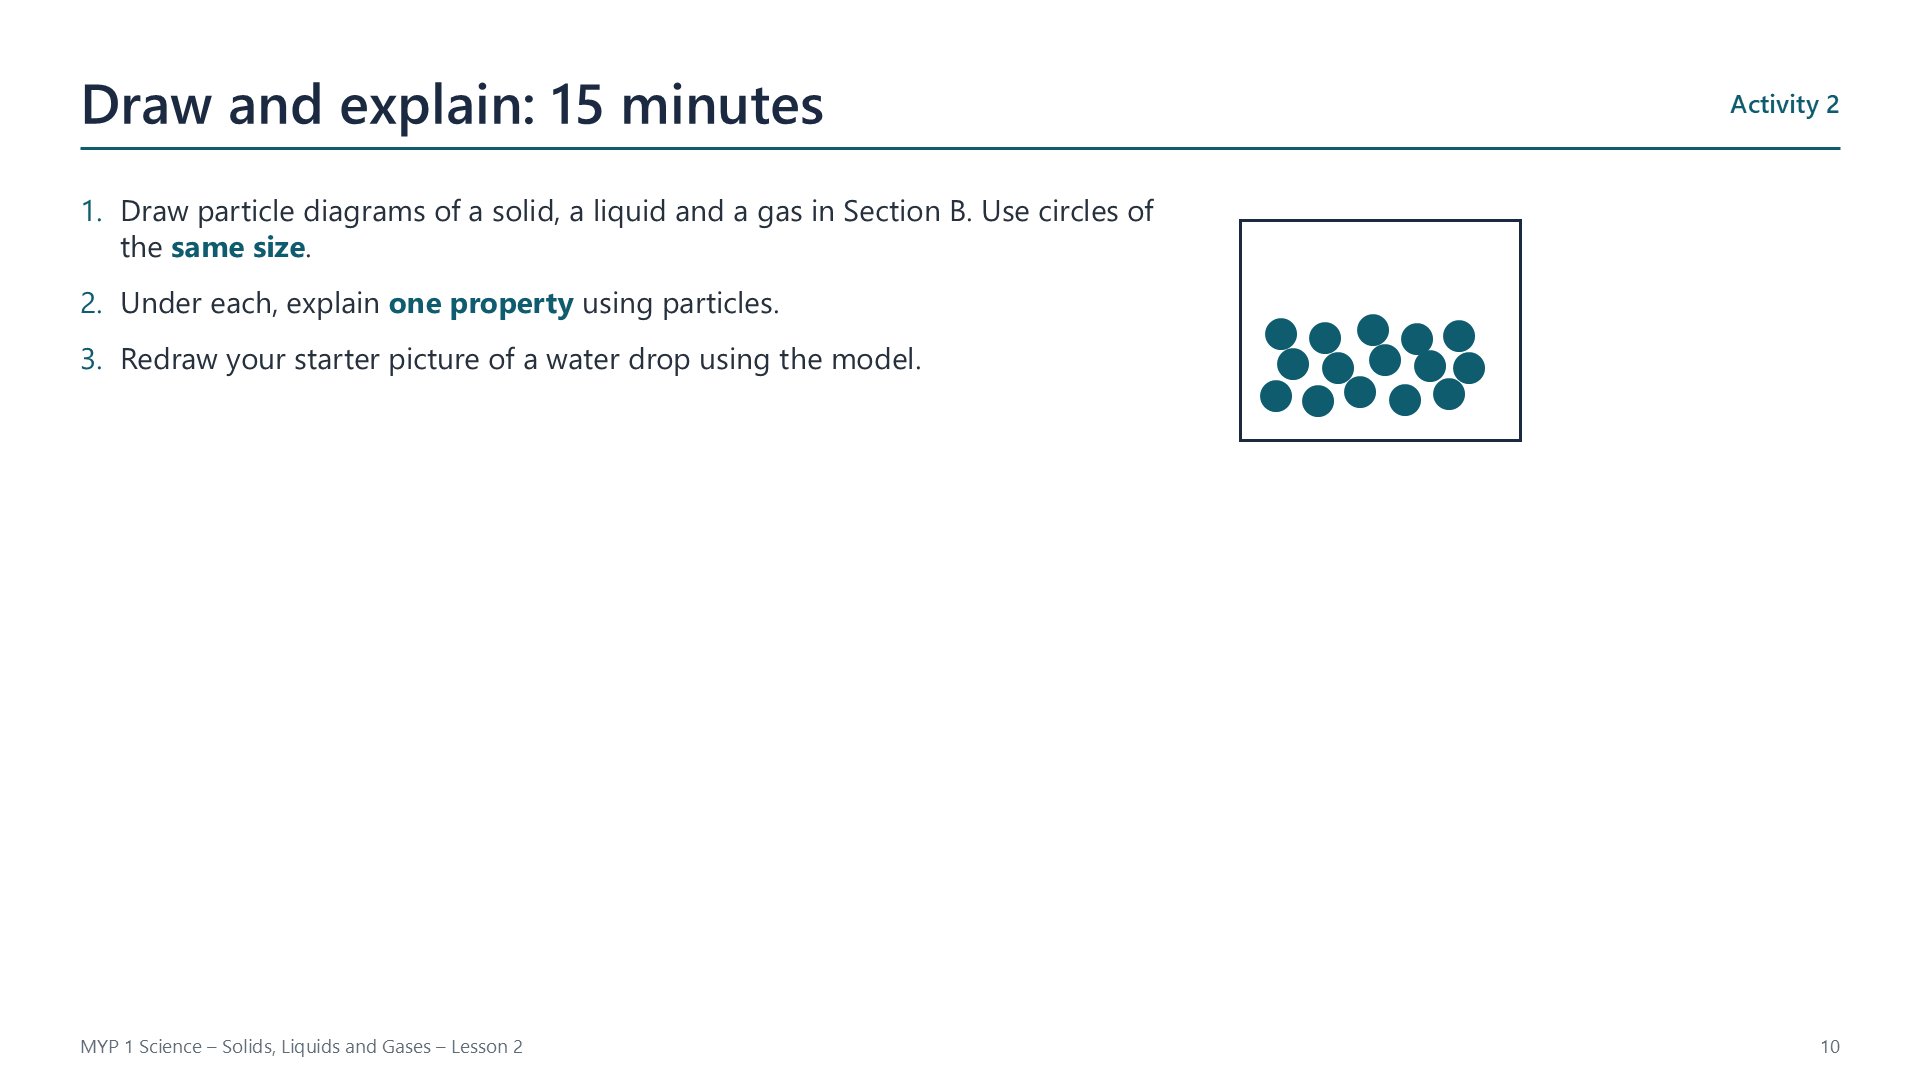 Draw and explain: 15 minutes
Activity 2
1. Draw particle diagrams of a solid, a liquid and a gas in Section B. Use circles of
the same size.
2. Under each, explain one property using particles.
3. Redraw your starter picture of a water drop using the model.
MYP 1 Science – Solids, Liquids and Gases – Lesson 2
10